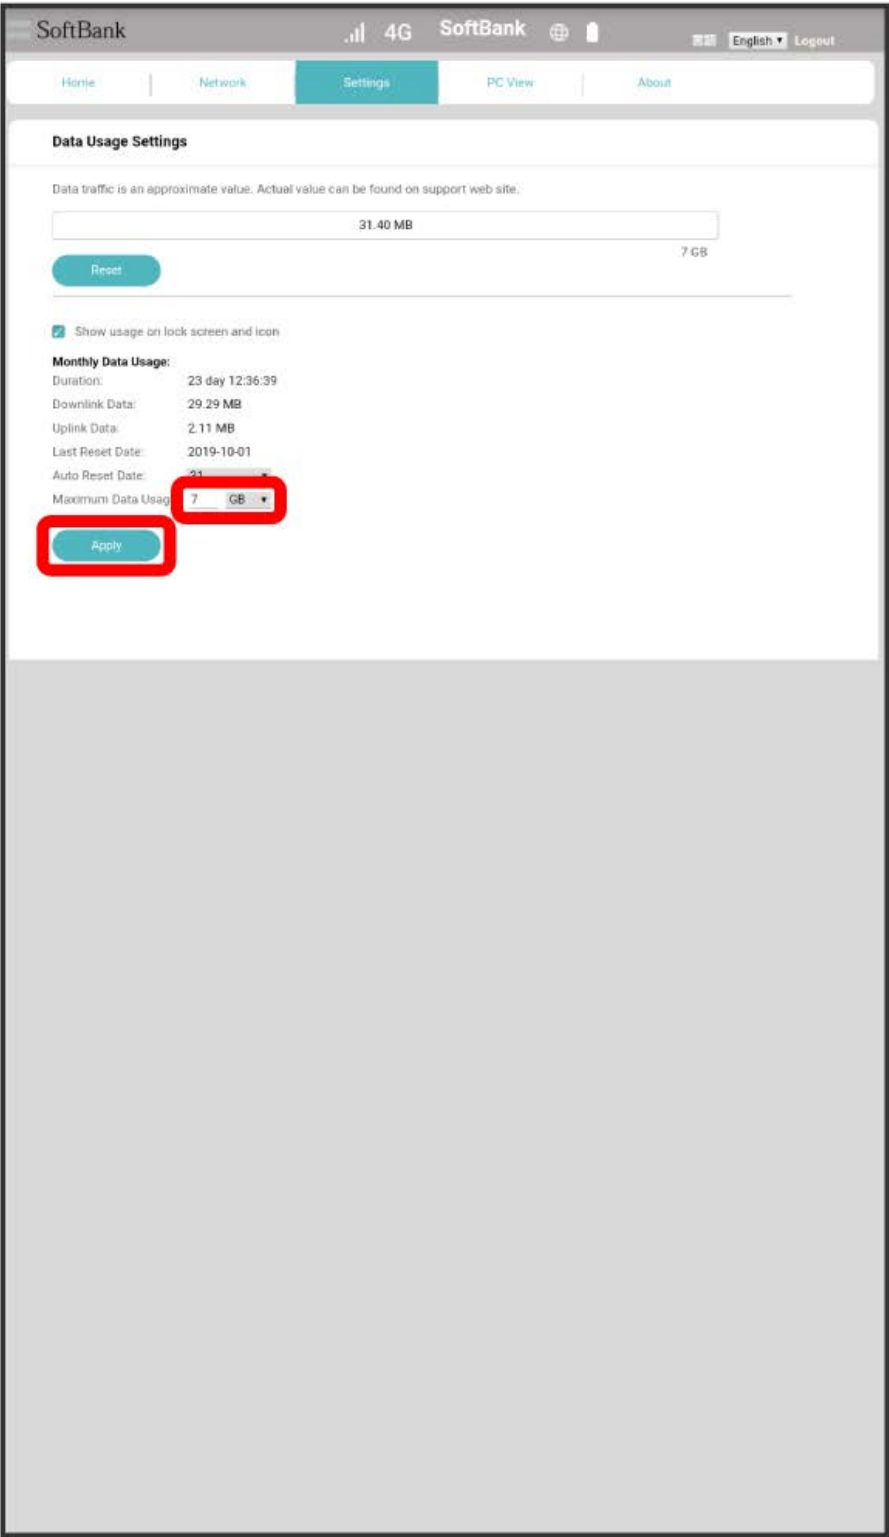 SoftBank 4G SoftBank 言語 English Logout
Home Network Settings PC View About
Data Usage Settings
Data traffic is an approximate value. Actual value can be found on support web site.
31.40 MB
7 GB
Reset
Show usage on lock screen and icon
Monthly Data Usage:
Duration: 23 day 12:36:39
Downlink Data: 29.29 MB
Uplink Data: 2.11 MB
Last Reset Date: 2019-10-01
Auto Reset Date: 31
Maximum Data Usag 7 GB
Apply